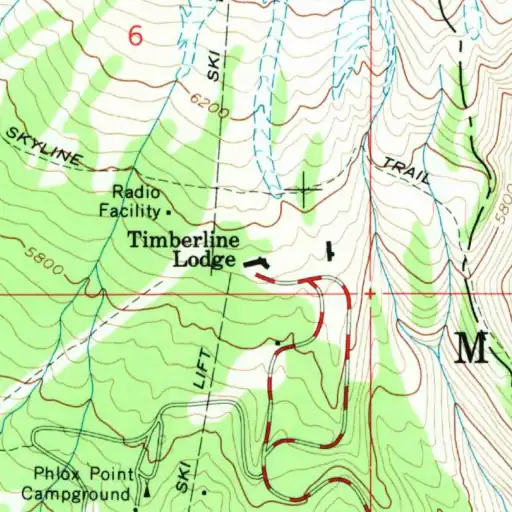 6
SKI
6200
SKYLINE
TRAIL
Radio
Facility
5800
Timberline
Lodge
5800
M
LIFT
SKI
Phlox Point
Campground